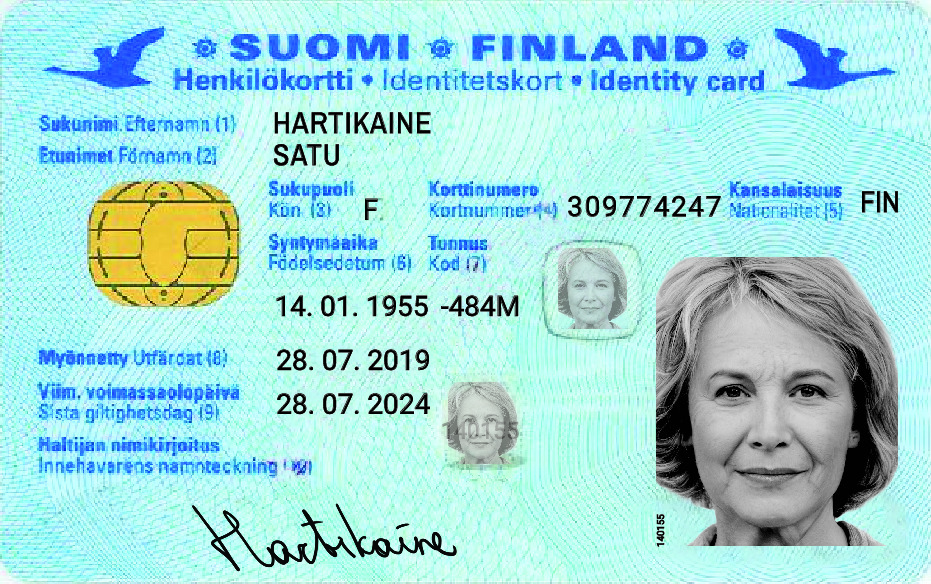 SUOMI FINLAND
Henkilökortti • Identitetskort • Identity card
Sukunimi Efternamn (1) HARTIKAINE
Etunimet Förnamn (2) SATU
Sukupuoli Korttinumero Kansalaisuus
Kön (3) F Kortnummer (4) 309774247 Nationalitet (5) FIN
Syntymäaika Tunnus
Födelsedetum (6) Kod (7)
14. 01. 1955 -484M
Myönnetty Utfärdat (8) 28. 07. 2019
Viim. voimassaolopäivä
Sista giltighetsdag (9) 28. 07. 2024
140155
Haltijan nimikirjoitus
Innehavarens namnteckning
Hartikaine
140155